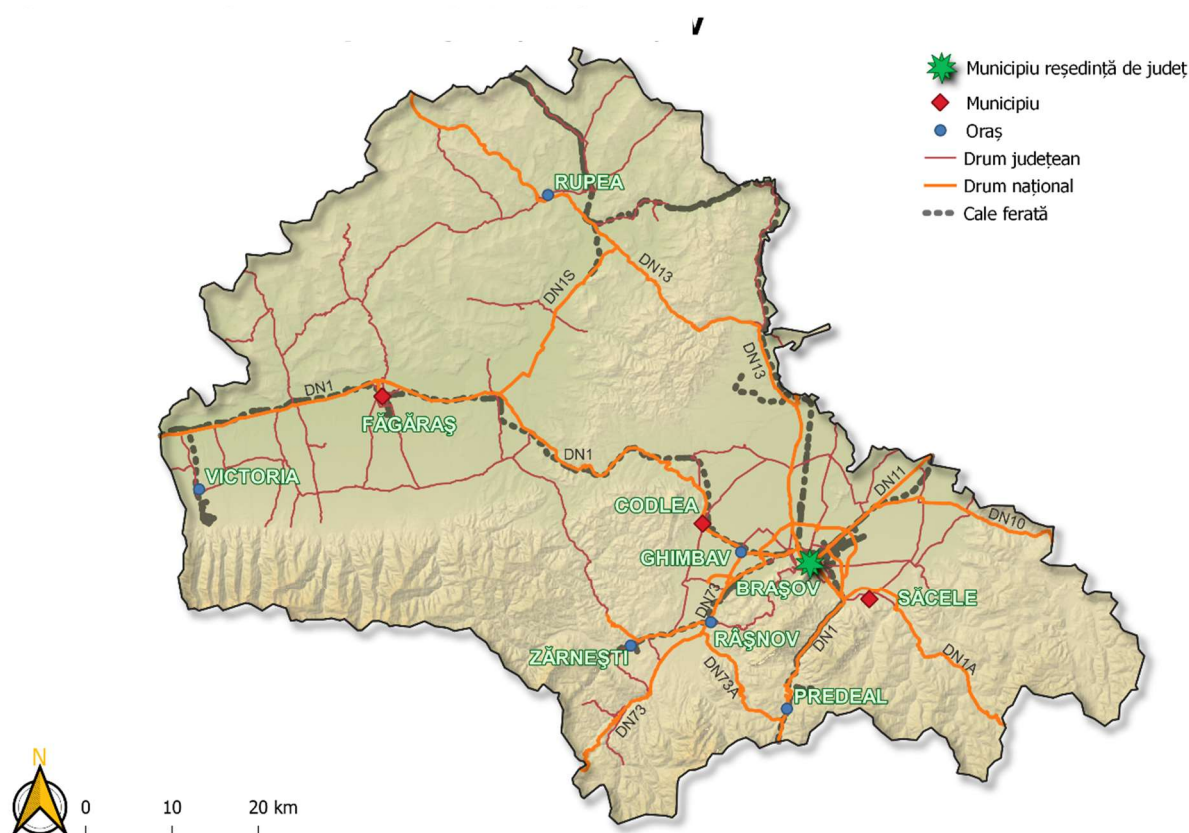 v
Municipiu reședință de județ
Municipiu
Oraș
Drum județean
Drum național
Cale ferată
RUPEA
DN13
DN1S
DN13
DN1
FĂGĂRAŞ
DN1
VICTORIA
CODLEA
DN11
DN10
GHIMBAV
BRAŞOV
SĂCELE
DN73
RÂŞNOV
DN1
ZĂRNEŞTI
DN1A
DN73A
PREDEAL
DN73
N
0 10 20 km